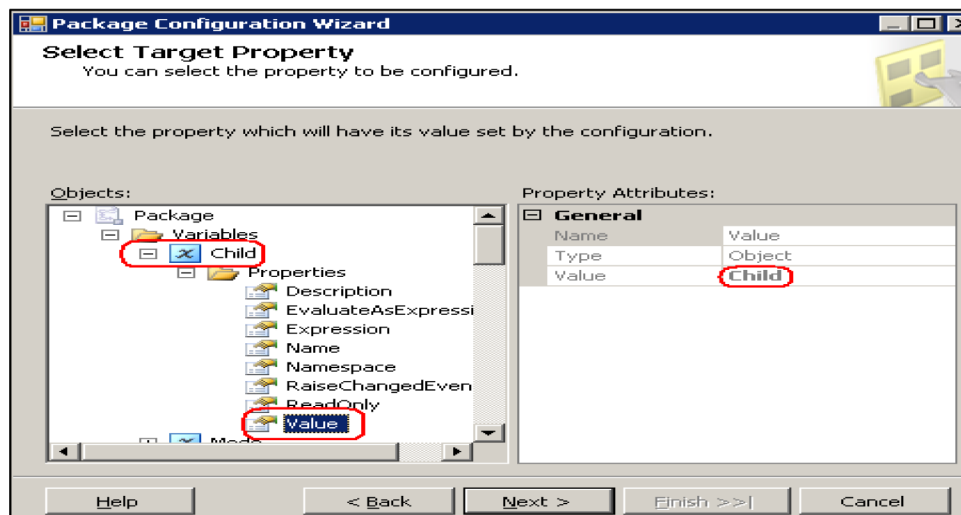 Package Configuration Wizard
Select Target Property
You can select the property to be configured.
Select the property which will have its value set by the configuration.
Objects:
Package
Variables
Child
Properties
Description
EvaluateAsExpressi
Expression
Name
Namespace
RaiseChangedEven
ReadOnly
Value
Mode
Property Attributes:
General
Name Value
Type Object
Value Child
Help
< Back
Next >
Finish >>|
Cancel